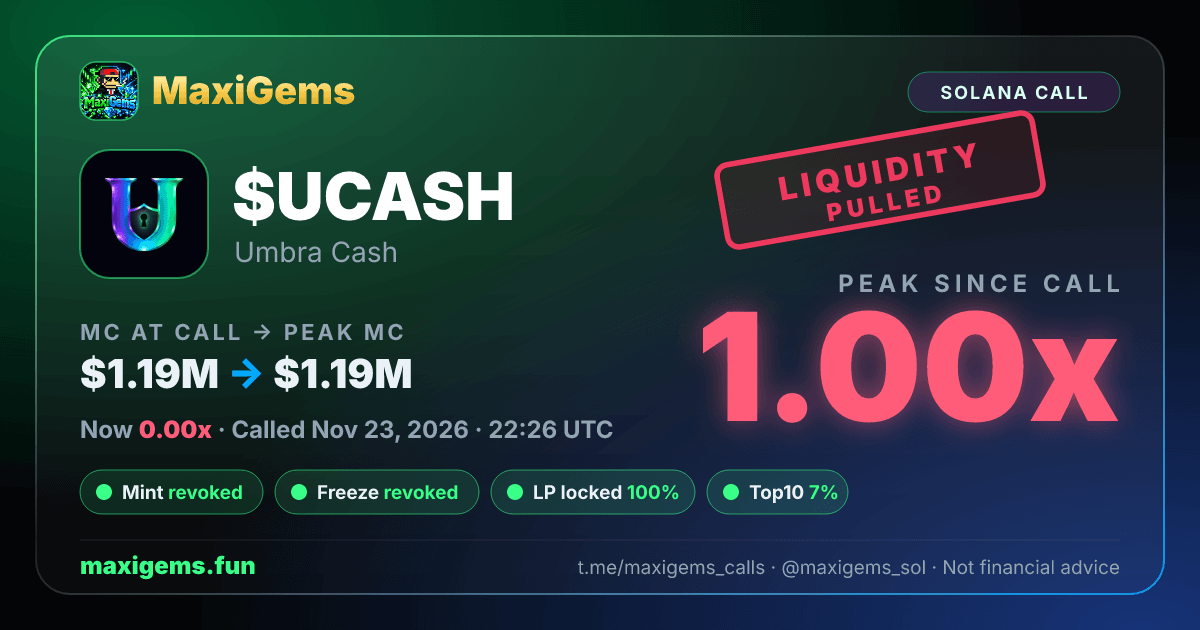 MaxiGems
MaxiGems
SOLANA CALL
LIQUIDITY
PULLED
$UCASH
Umbra Cash
PEAK SINCE CALL
1.00x
MC AT CALL → PEAK MC
$1.19M → $1.19M
Now 0.00x · Called Nov 23, 2026 · 22:26 UTC
Mint revoked
Freeze revoked
LP locked 100%
Top10 7%
maxigems.fun
t.me/maxigems_calls · @maxigems_sol · Not financial advice